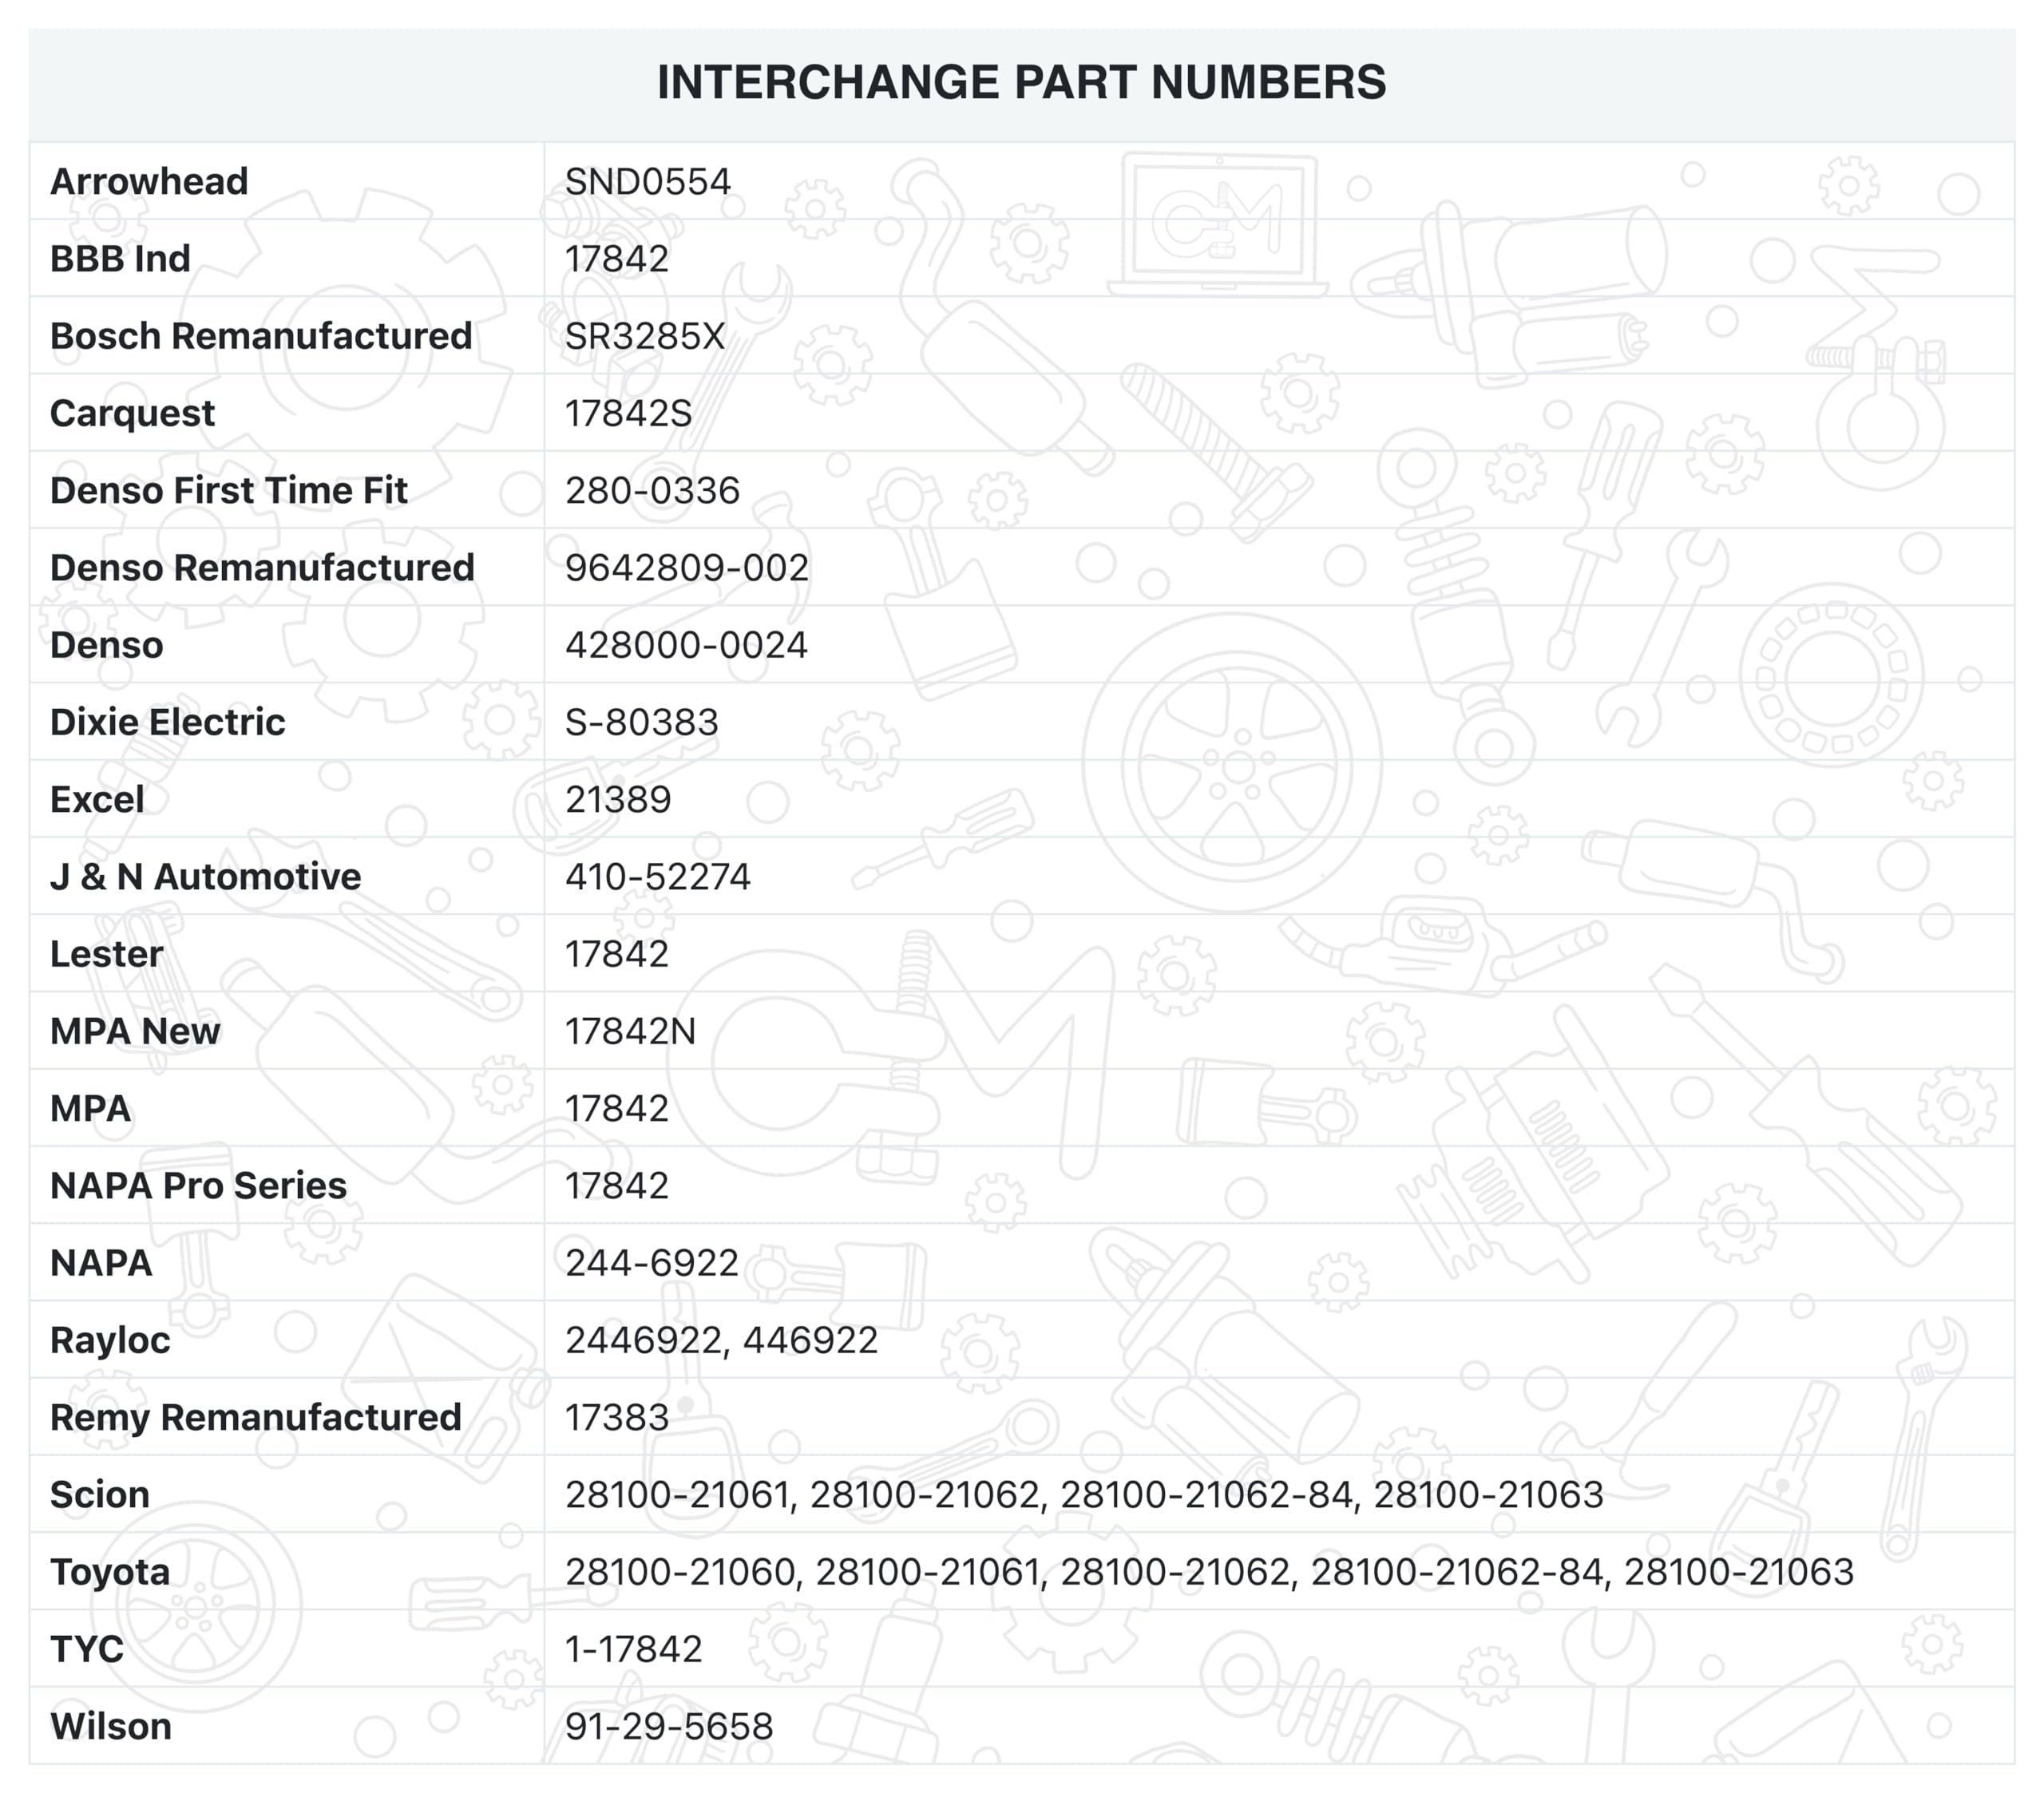 INTERCHANGE PART NUMBERS
Arrowhead SND0554
BBB Ind 17842
Bosch Remanufactured SR3285X
Carquest 17842S
Denso First Time Fit 280-0336
Denso Remanufactured 9642809-002
Denso 428000-0024
Dixie Electric S-80383
Excel 21389
J & N Automotive 410-52274
Lester 17842
MPA New 17842N
MPA 17842
NAPA Pro Series 17842
NAPA 244-6922
Rayloc 2446922, 446922
Remy Remanufactured 17383
Scion 28100-21061, 28100-21062, 28100-21062-84, 28100-21063
Toyota 28100-21060, 28100-21061, 28100-21062, 28100-21062-84, 28100-21063
TYC 1-17842
Wilson 91-29-5658